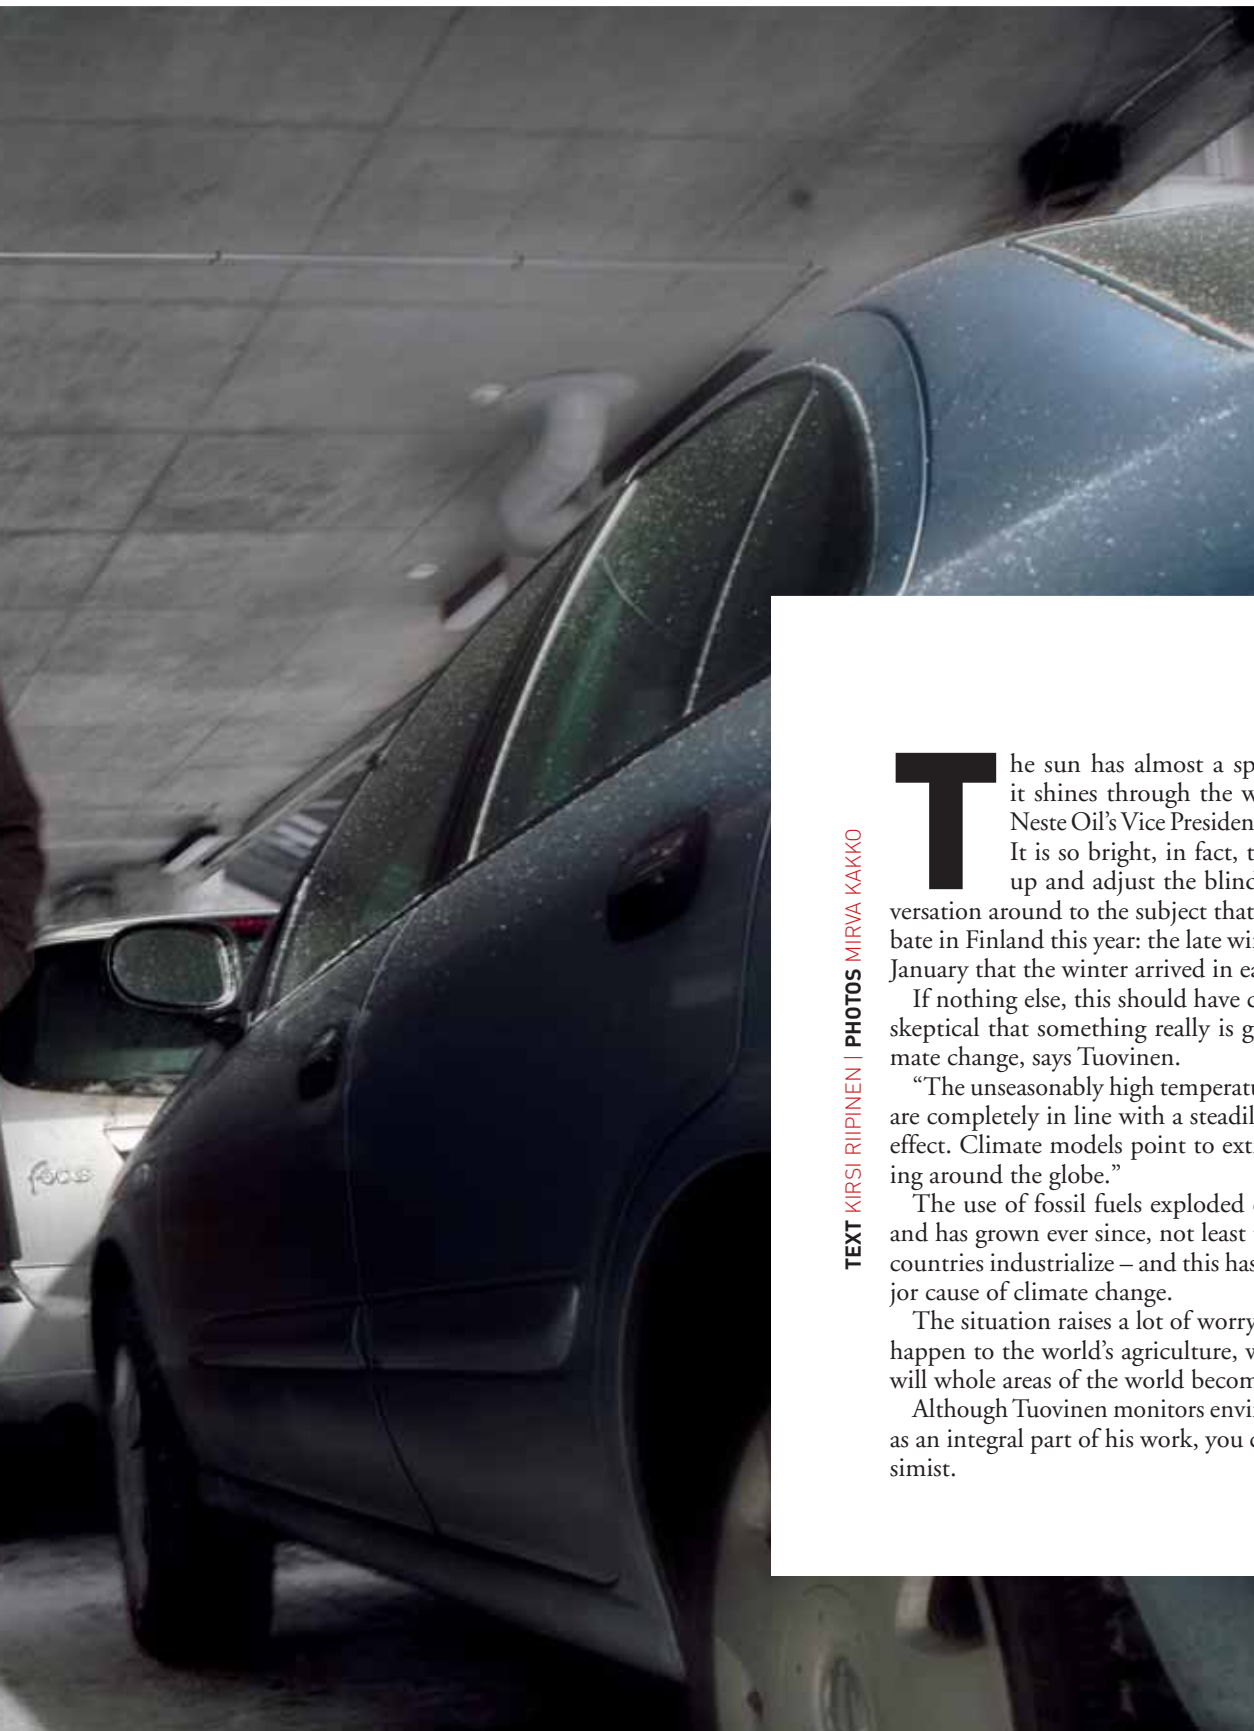 The sun has almost a sp
it shines through the w
Neste Oil's Vice Presiden
It is so bright, in fact, t
up and adjust the blind
versation around to the subject that
bate in Finland this year: the late wi
January that the winter arrived in ea
If nothing else, this should have c
skeptical that something really is g
mate change, says Tuovinen.
“The unseasonably high temperatu
are completely in line with a steadil
effect. Climate models point to ext
ing around the globe.”
The use of fossil fuels exploded
and has grown ever since, not least
countries industrialize – and this has
jor cause of climate change.
The situation raises a lot of worry
happen to the world's agriculture, w
will whole areas of the world becom
Although Tuovinen monitors envi
as an integral part of his work, you c
simist.
TEXT KIRSI RIIPINEN | PHOTOS MIRVA KAKKO
focus